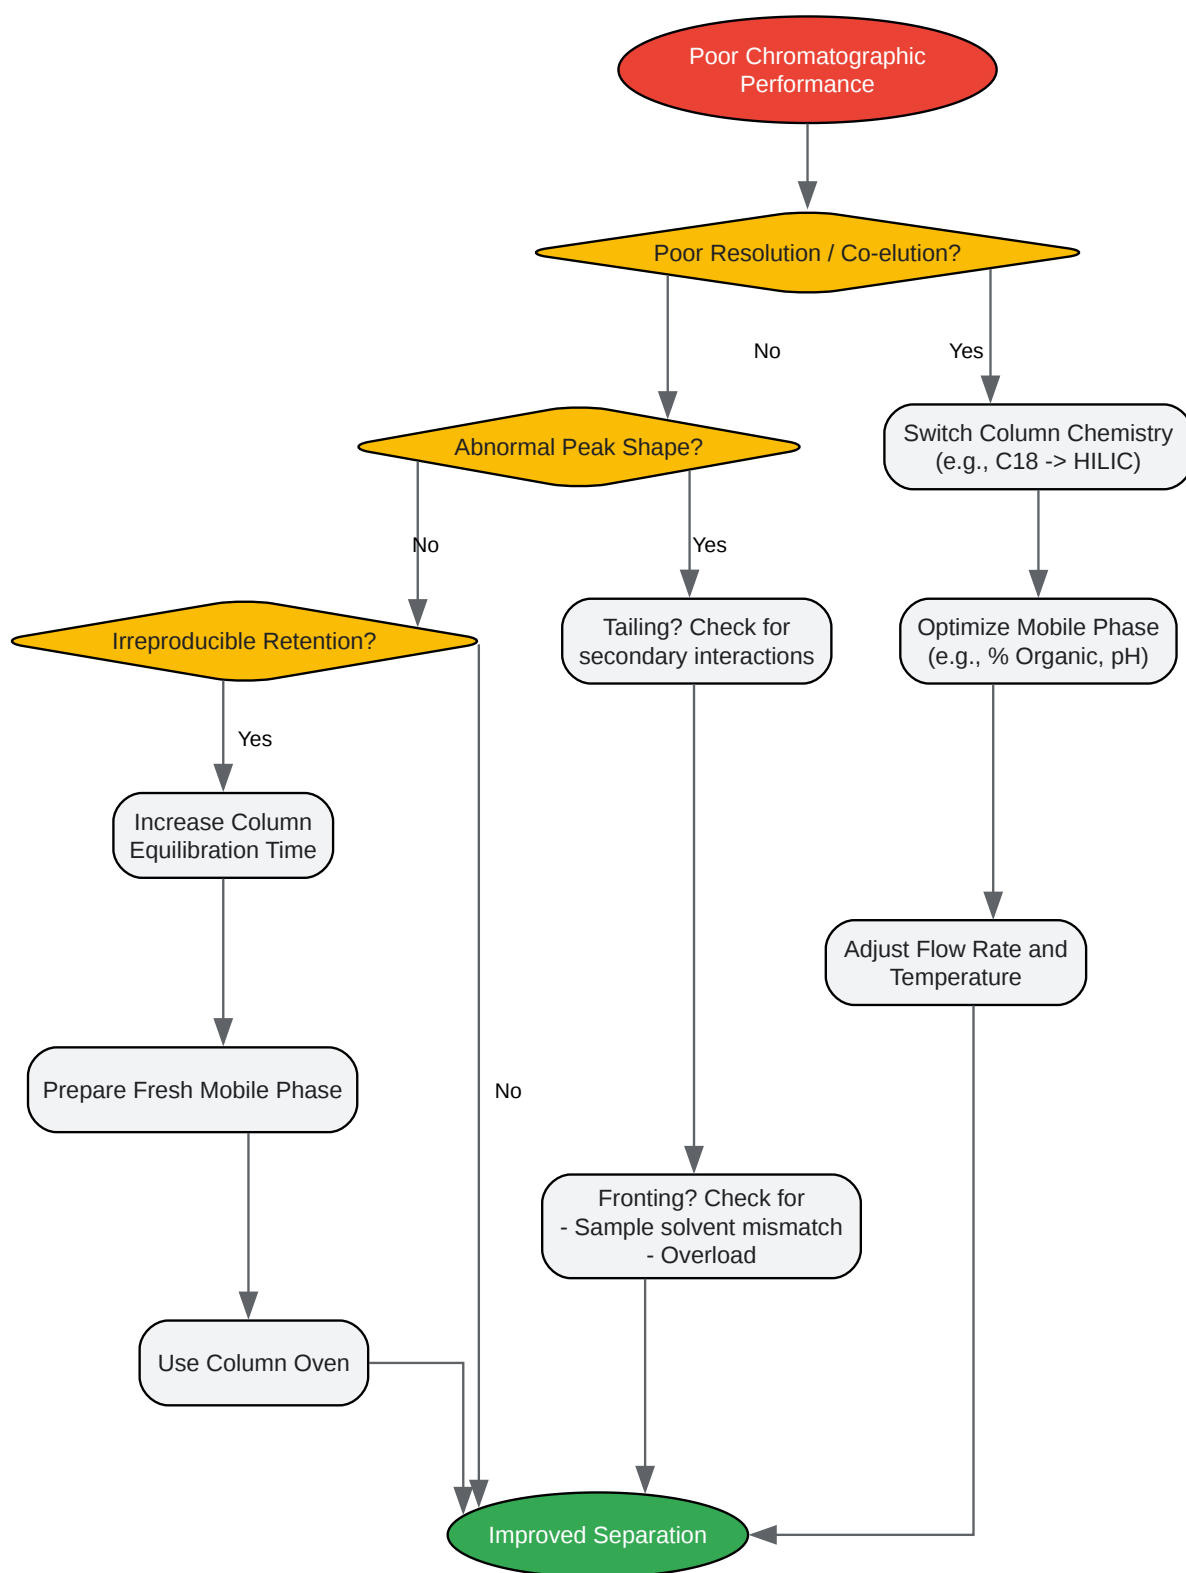 Poor Chromatographic
Performance
Poor Resolution / Co-elution?
No
Yes
Abnormal Peak Shape?
Switch Column Chemistry
(e.g., C18 -> HILIC)
No
Yes
Irreproducible Retention?
Tailing? Check for
secondary interactions
Optimize Mobile Phase
(e.g., % Organic, pH)
Yes
Increase Column
Equilibration Time
Adjust Flow Rate and
Temperature
Prepare Fresh Mobile Phase
No
Fronting? Check for
- Sample solvent mismatch
- Overload
Use Column Oven
Improved Separation